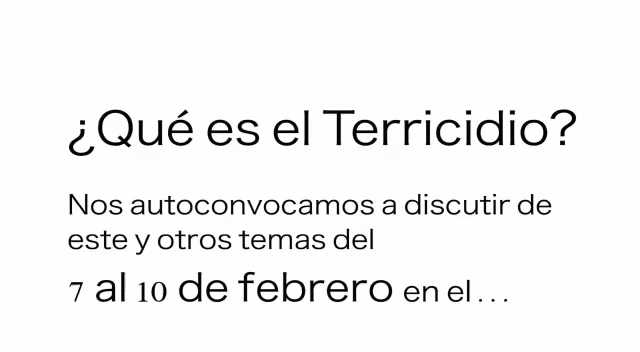 ¿Qué es el Terricidio?
Nos autoconvocamos a discutir de
este y otros temas del
7 al 10 de febrero en el...